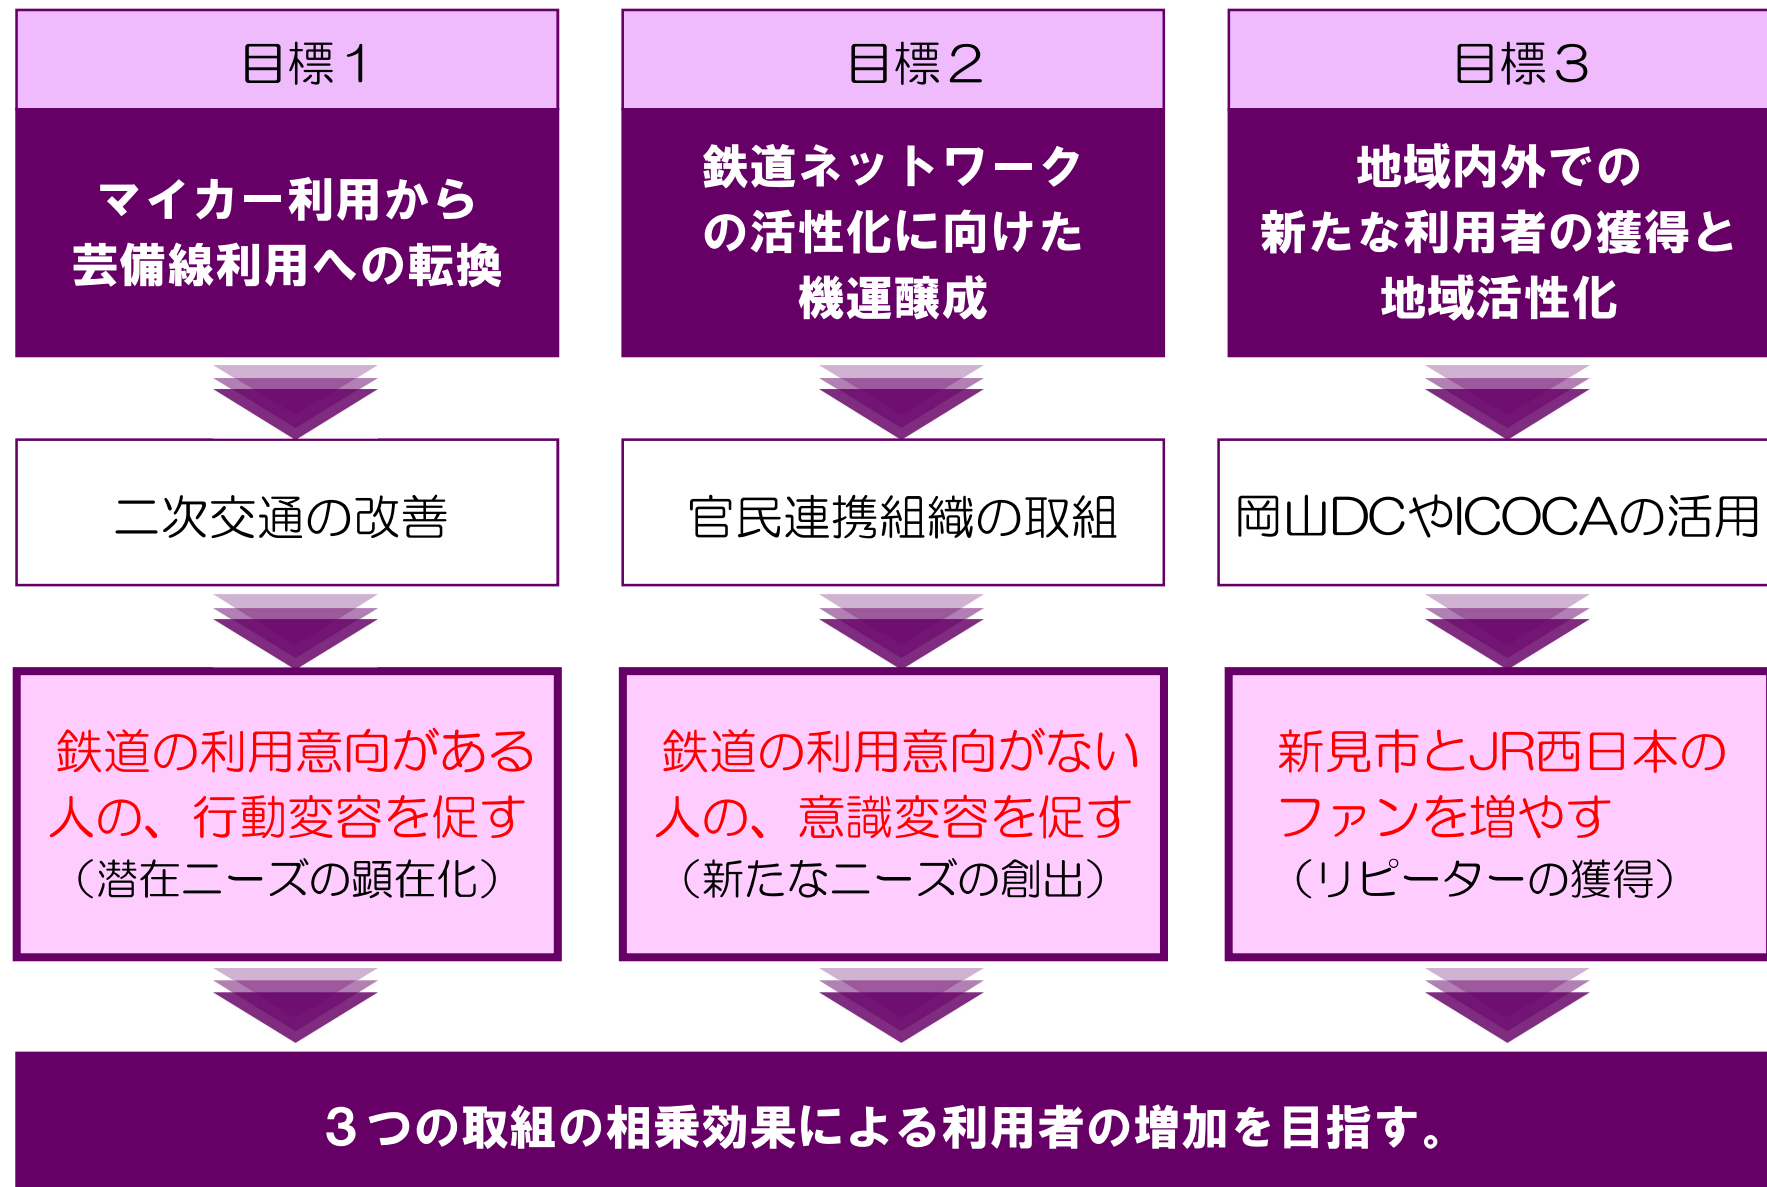 目標１
マイカー利用から
芸備線利用への転換
二次交通の改善
鉄道の利用意向がある
人の、行動変容を促す
（潜在ニーズの顕在化）
目標２
鉄道ネットワーク
の活性化に向けた
機運醸成
官民連携組織の取組
鉄道の利用意向がない
人の、意識変容を促す
（新たなニーズの創出）
目標３
地域内外での
新たな利用者の獲得と
地域活性化
岡山DCやICOCAの活用
新見市とJR西日本の
ファンを増やす
（リピーターの獲得）
３つの取組の相乗効果による利用者の増加を目指す。